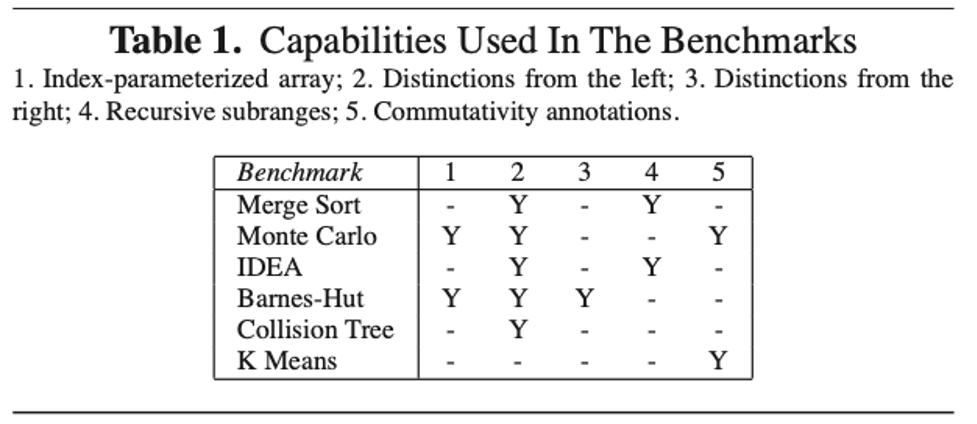 Table 1. Capabilities Used In The Benchmarks
1. Index-parameterized array; 2. Distinctions from the left; 3. Distinctions from the
right; 4. Recursive subranges; 5. Commutativity annotations.
Benchmark 1 2 3 4 5
Merge Sort - Y - Y -
Monte Carlo Y Y - - Y
IDEA - Y - Y -
Barnes-Hut Y Y Y - -
Collision Tree - Y - - -
K Means - - - - Y